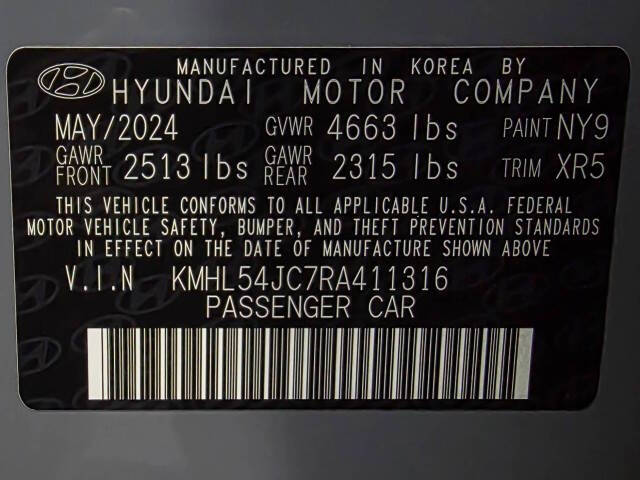 MANUFACTURED IN KOREA BY
HYUNDAI MOTOR COMPANY
MAY/2024 GVWR 4663 lbs PAINT NY9
GAWR FRONT 2513 lbs GAWR REAR 2315 lbs TRIM XR5
THIS VEHICLE CONFORMS TO ALL APPLICABLE U.S.A. FEDERAL
MOTOR VEHICLE SAFETY, BUMPER, AND THEFT PREVENTION STANDARDS
IN EFFECT ON THE DATE OF MANUFACTURE SHOWN ABOVE
V.I.N KMHL54JC7RA411316
PASSENGER CAR